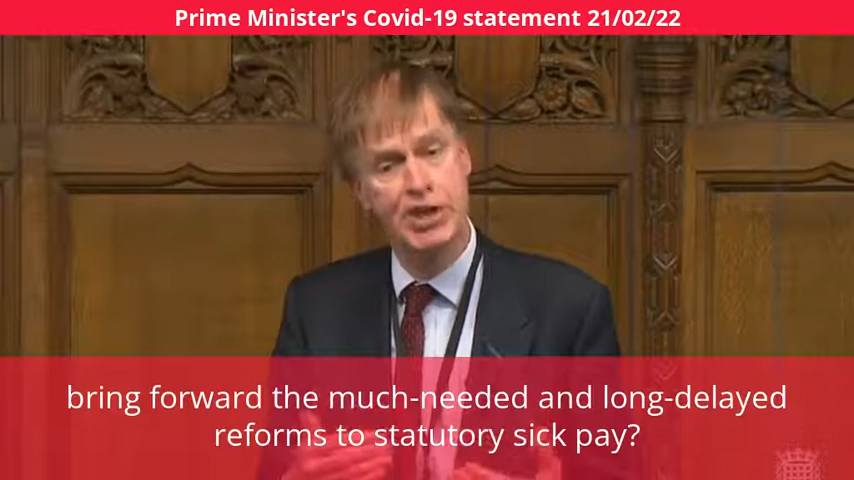 Prime Minister's Covid-19 statement 21/02/22
bring forward the much-needed and long-delayed
reforms to statutory sick pay?